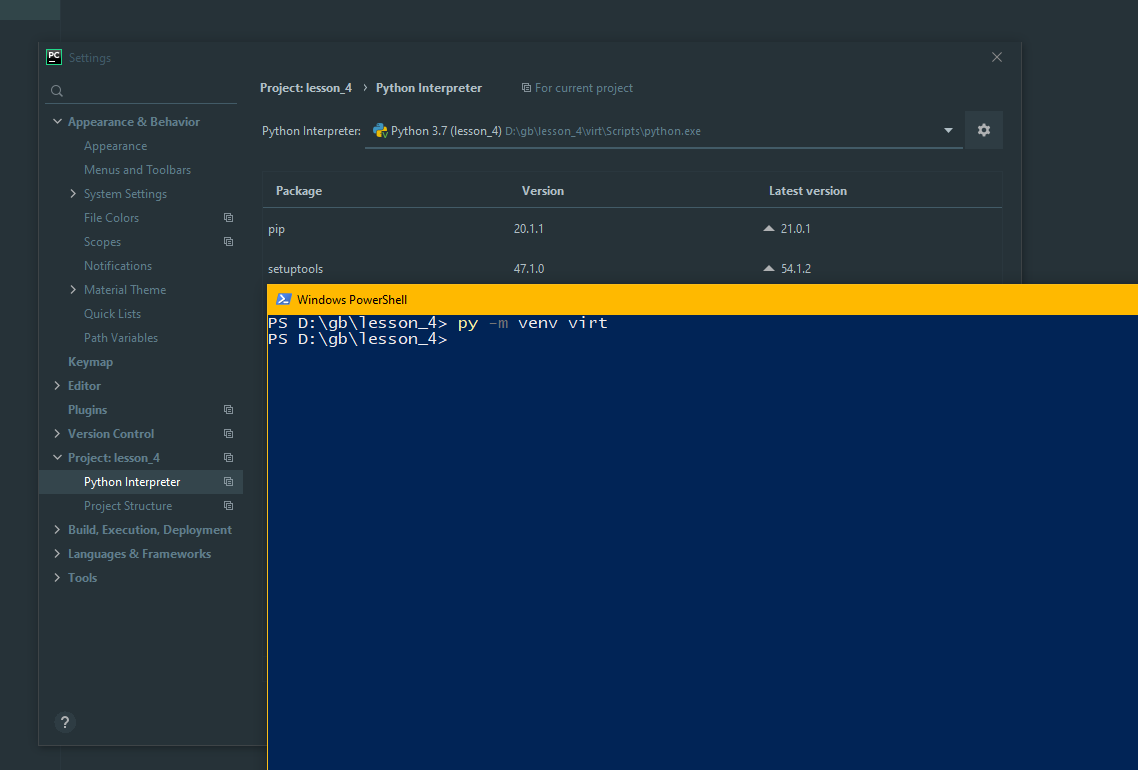 PC Settings
Project: lesson_4 › Python Interpreter For current project
Python Interpreter: Python 3.7 (lesson_4) D:\gb\lesson_4\virt\Scripts\python.exe
Appearance & Behavior
Appearance
Menus and Toolbars
System Settings
File Colors
Scopes
Notifications
Material Theme
Quick Lists
Path Variables
Keymap
Editor
Plugins
Version Control
Project: lesson_4
Python Interpreter
Project Structure
Build, Execution, Deployment
Languages & Frameworks
Tools
?
Package Version Latest version
pip 20.1.1 21.0.1
setuptools 47.1.0 54.1.2
Windows PowerShell
PS D:\gb\lesson_4> py -m venv virt
PS D:\gb\lesson_4>